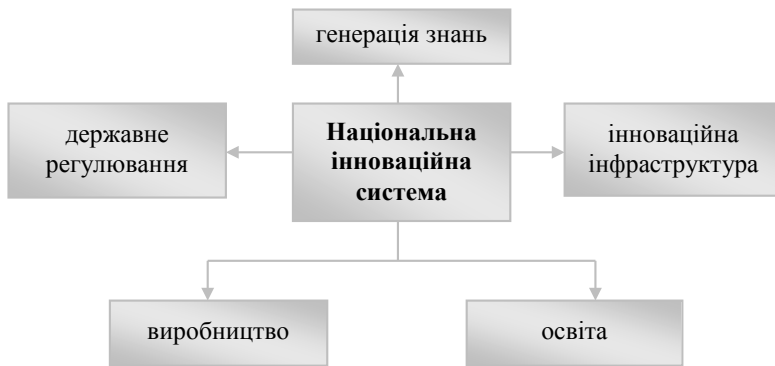 генерація знань
державне
регулювання
Національна
інноваційна
система
інноваційна
інфраструктура
виробництво
освіта